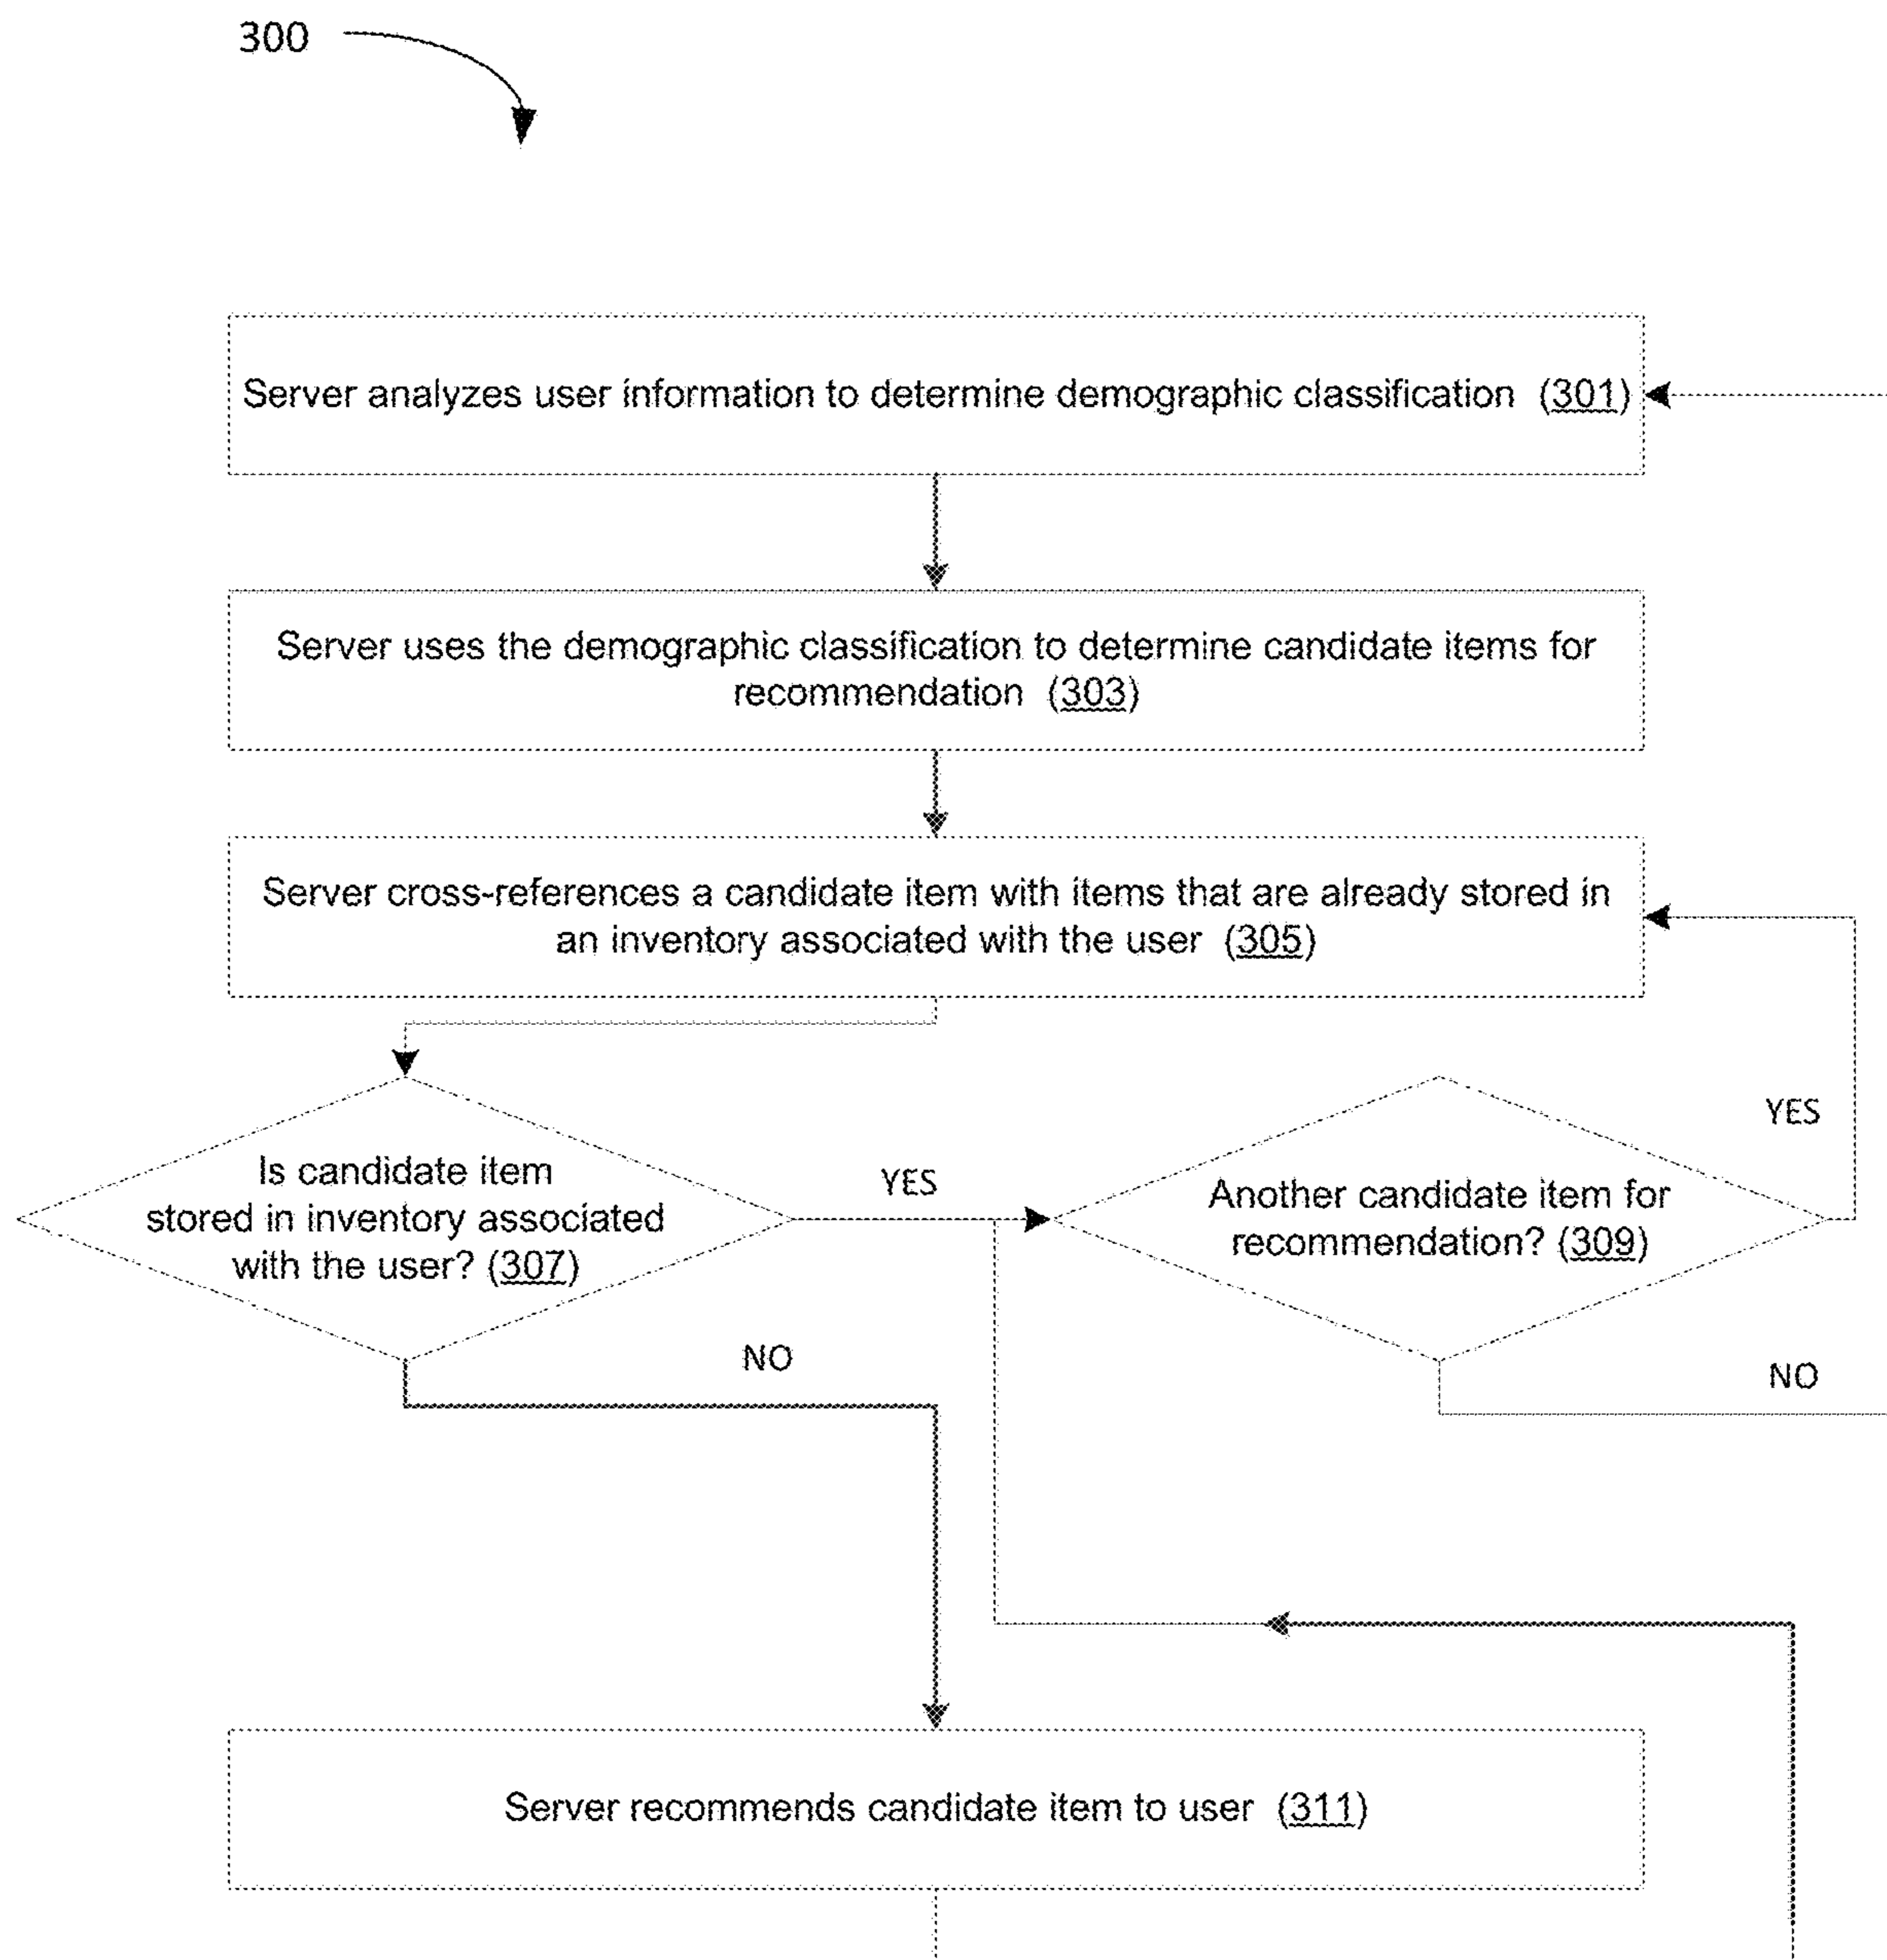 300
Server analyzes user information to determine demographic classification (301)
Server uses the demographic classification to determine candidate items for
recommendation (303)
Server cross-references a candidate item with items that are already stored in
an inventory associated with the user (305)
Is candidate item
stored in inventory associated
with the user? (307)
YES
Another candidate item for
recommendation? (309)
YES
NO
NO
Server recommends candidate item to user (311)